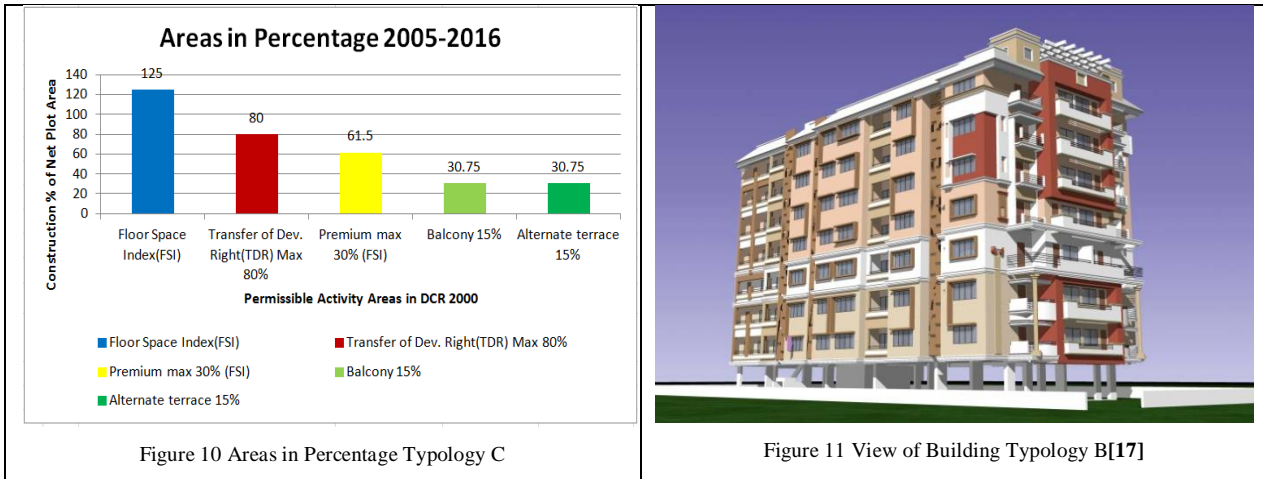 Areas in Percentage 2005-2016
Construction % of Net Plot Area
140
120
100
80
60
40
20
0
125
80
61.5
30.75
30.75
Floor Space
Index(FSI)
Transfer of Dev.
Right(TDR) Max
80%
Premium max
30% (FSI)
Balcony 15%
Alternate terrace
15%
Permissible Activity Areas in DCR 2000
Floor Space Index(FSI)
Transfer of Dev. Right(TDR) Max 80%
Premium max 30% (FSI)
Balcony 15%
Alternate terrace 15%
Figure 10 Areas in Percentage Typology C
Figure 11 View of Building Typology B[17]